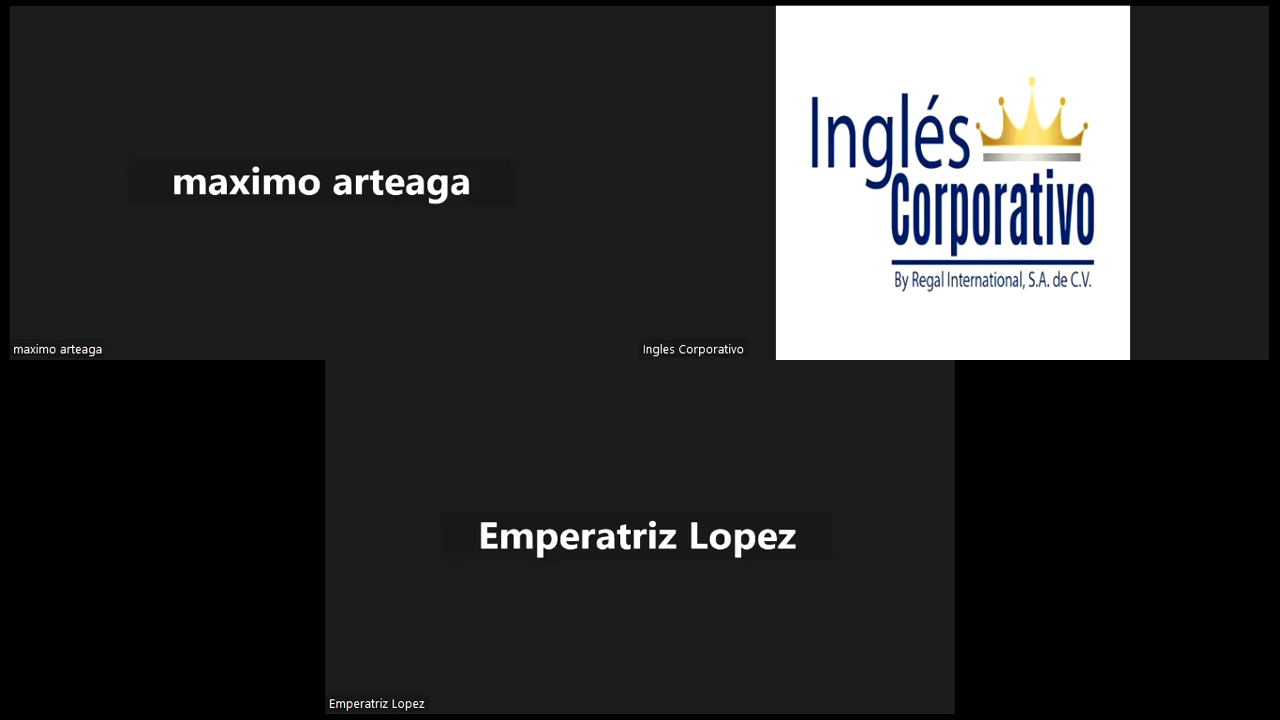 maximo arteaga
maximo arteaga
Inglés
Corporativo
By Regal International, S.A. de C.V.
Ingles Corporativo
Emperatriz Lopez
Emperatriz Lopez